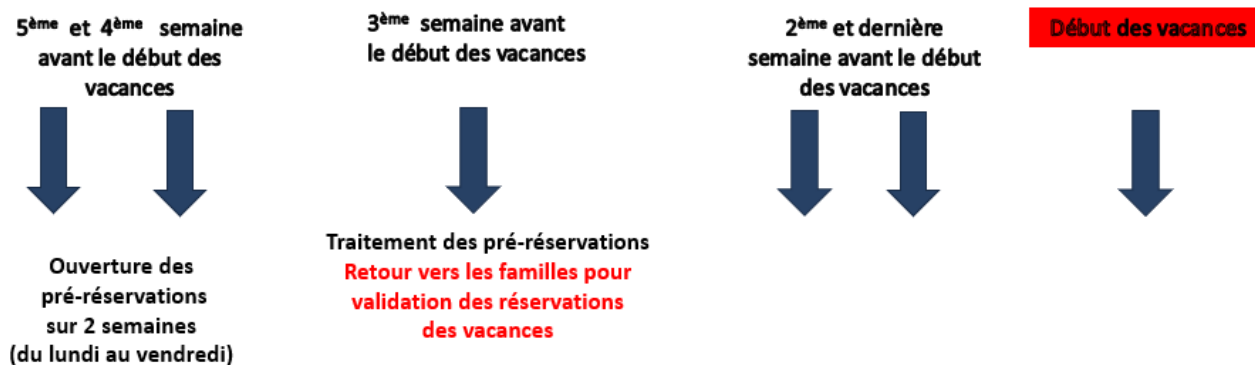 5ème et 4ème semaine
avant le début des
vacances
3ème semaine avant
le début des vacances
2ème et dernière
semaine avant le début
des vacances
Début des vacances
Ouverture des
pré-réservations
sur 2 semaines
(du lundi au vendredi)
Traitement des pré-réservations
Retour vers les familles pour
validation des réservations
des vacances